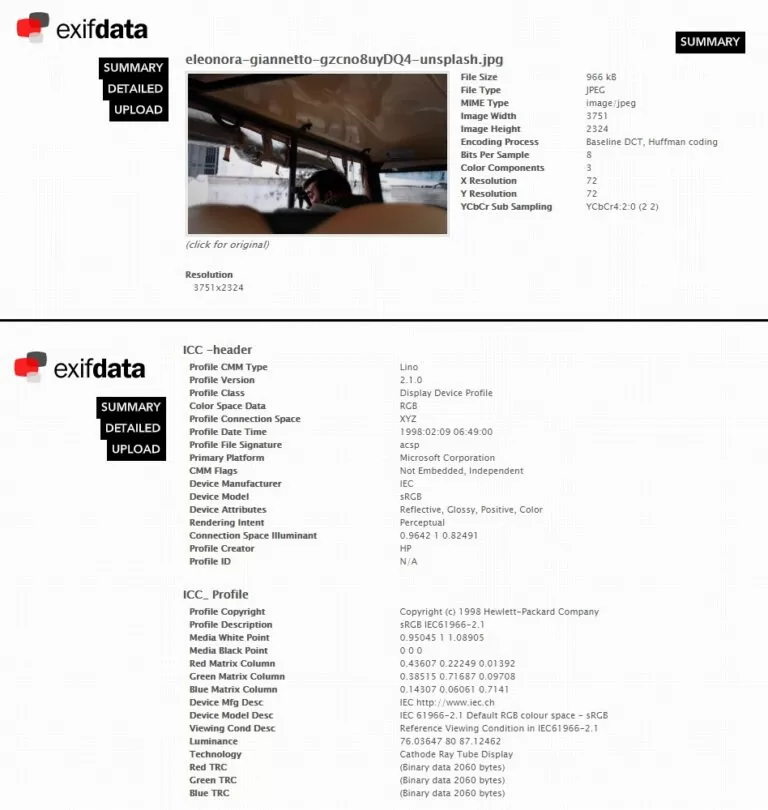 exifdata
SUMMARY
SUMMARY
DETAILED
UPLOAD
eleonora-giannetto-gzcno8uyDQ4-unsplash.jpg
File Size 966 kB
File Type JPEG
MIME Type image/jpeg
Image Width 3751
Image Height 2324
Encoding Process Baseline DCT, Huffman coding
Bits Per Sample 8
Color Components 3
X Resolution 72
Y Resolution 72
YCbCr Sub Sampling YCbCr4:2:0 (2 2)
(click for original)
Resolution
3751x2324
exifdata
SUMMARY
DETAILED
UPLOAD
ICC -header
Profile CMM Type Lino
Profile Version 2.1.0
Profile Class Display Device Profile
Color Space Data RGB
Profile Connection Space XYZ
Profile Date Time 1998:02:09 06:49:00
Profile File Signature acsp
Primary Platform Microsoft Corporation
CMM Flags Not Embedded, Independent
Device Manufacturer IEC
Device Model sRGB
Device Attributes Reflective, Glossy, Positive, Color
Rendering Intent Perceptual
Connection Space Illuminant 0.9642 1 0.82491
Profile Creator HP
Profile ID N/A
ICC_ Profile
Profile Copyright Copyright (c) 1998 Hewlett-Packard Company
Profile Description sRGB IEC61966-2.1
Media White Point 0.95045 1 1.08905
Media Black Point 0 0 0
Red Matrix Column 0.43607 0.22249 0.01392
Green Matrix Column 0.38515 0.71687 0.09708
Blue Matrix Column 0.14307 0.06061 0.7141
Device Mfg Desc IEC http://www.iec.ch
Device Model Desc IEC 61966-2.1 Default RGB colour space - sRGB
Viewing Cond Desc Reference Viewing Condition in IEC61966-2.1
Luminance 76.03647 80 87.12462
Technology Cathode Ray Tube Display
Red TRC (Binary data 2060 bytes)
Green TRC (Binary data 2060 bytes)
Blue TRC (Binary data 2060 bytes)